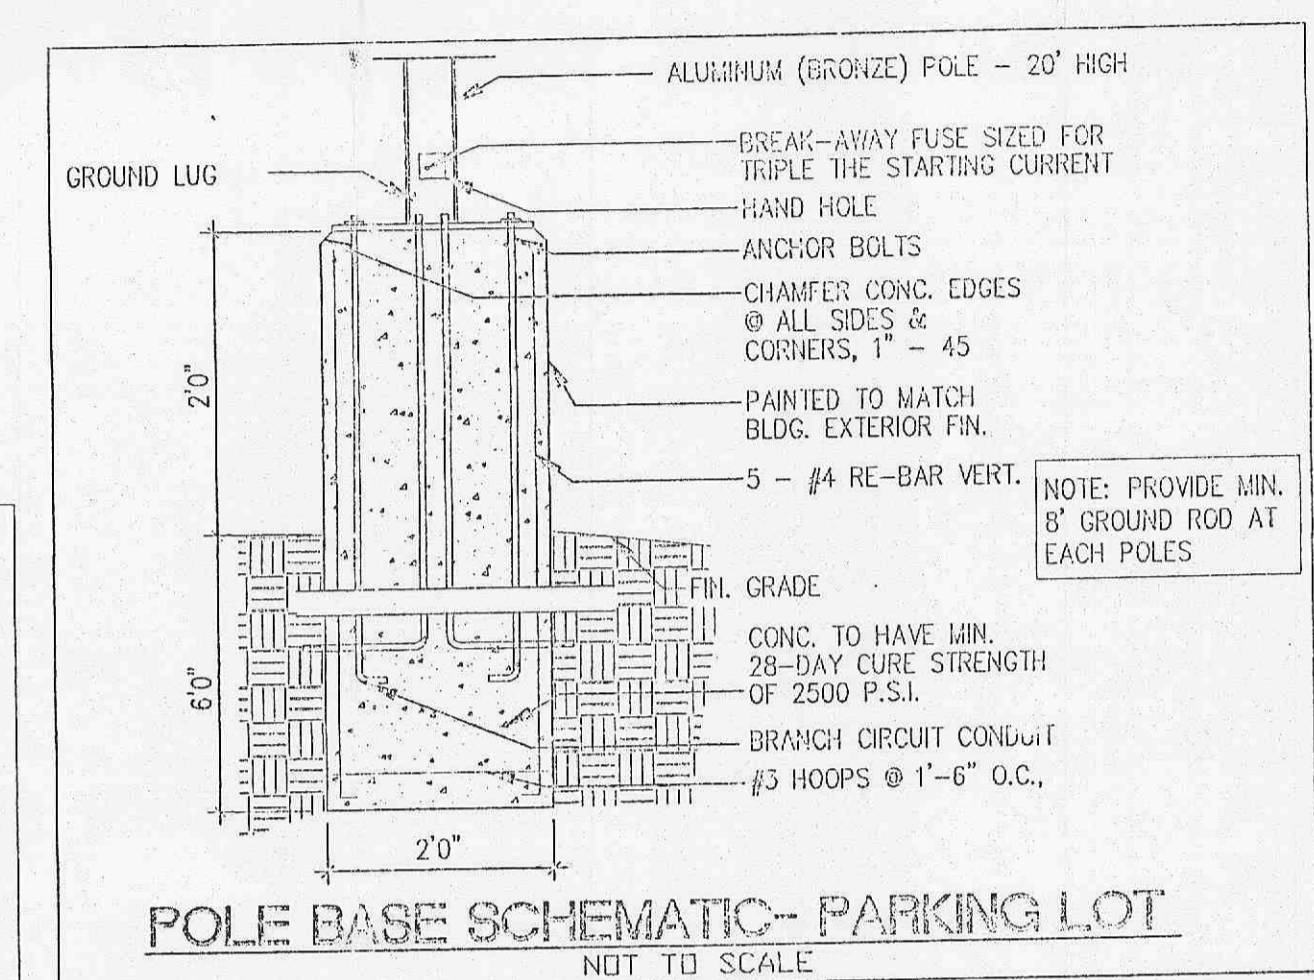 ALUMINUM (BRONZE) POLE - 20' HIGH
BREAK-AWAY FUSE SIZED FOR
TRIPLE THE STARTING CURRENT
GROUND LUG
HAND HOLE
ANCHOR BOLTS
CHAMFER CONC. EDGES
@ ALL SIDES &
CORNERS, 1" - 45
2'0"
PAINTED TO MATCH
BLDG. EXTERIOR FIN.
5 - #4 RE-BAR VERT.
NOTE: PROVIDE MIN.
8' GROUND ROD AT
EACH POLES
FIN. GRADE
CONC. TO HAVE MIN.
28-DAY CURE STRENGTH
OF 2500 P.S.I.
6'0"
BRANCH CIRCUIT CONDUIT
#3 HOOPS @ 1'-6" O.C.,
2'0"
POLE BASE SCHEMATIC- PARKING LOT
NOT TO SCALE